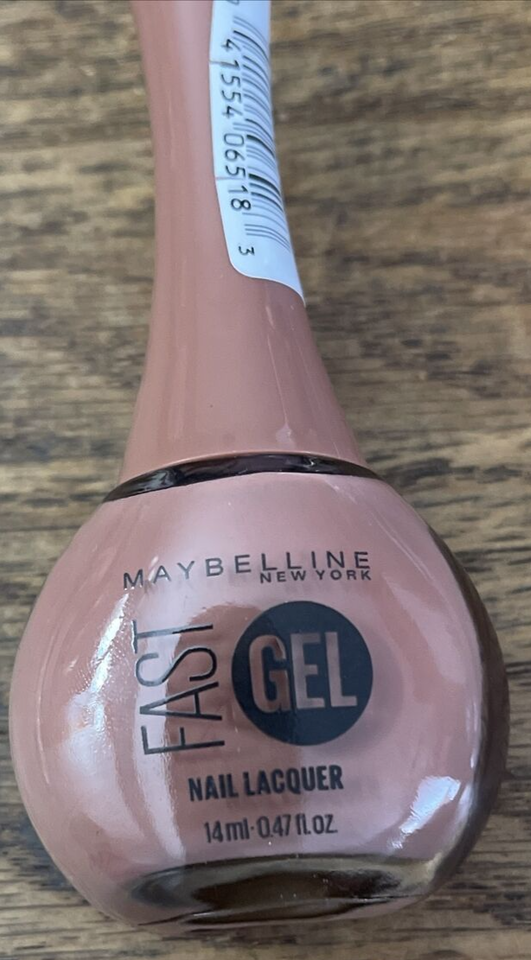 41554 06518 3
MAYBELLINE
NEW YORK
FAST
GEL
NAIL LACQUER
14ml·0.47 fl.oz.